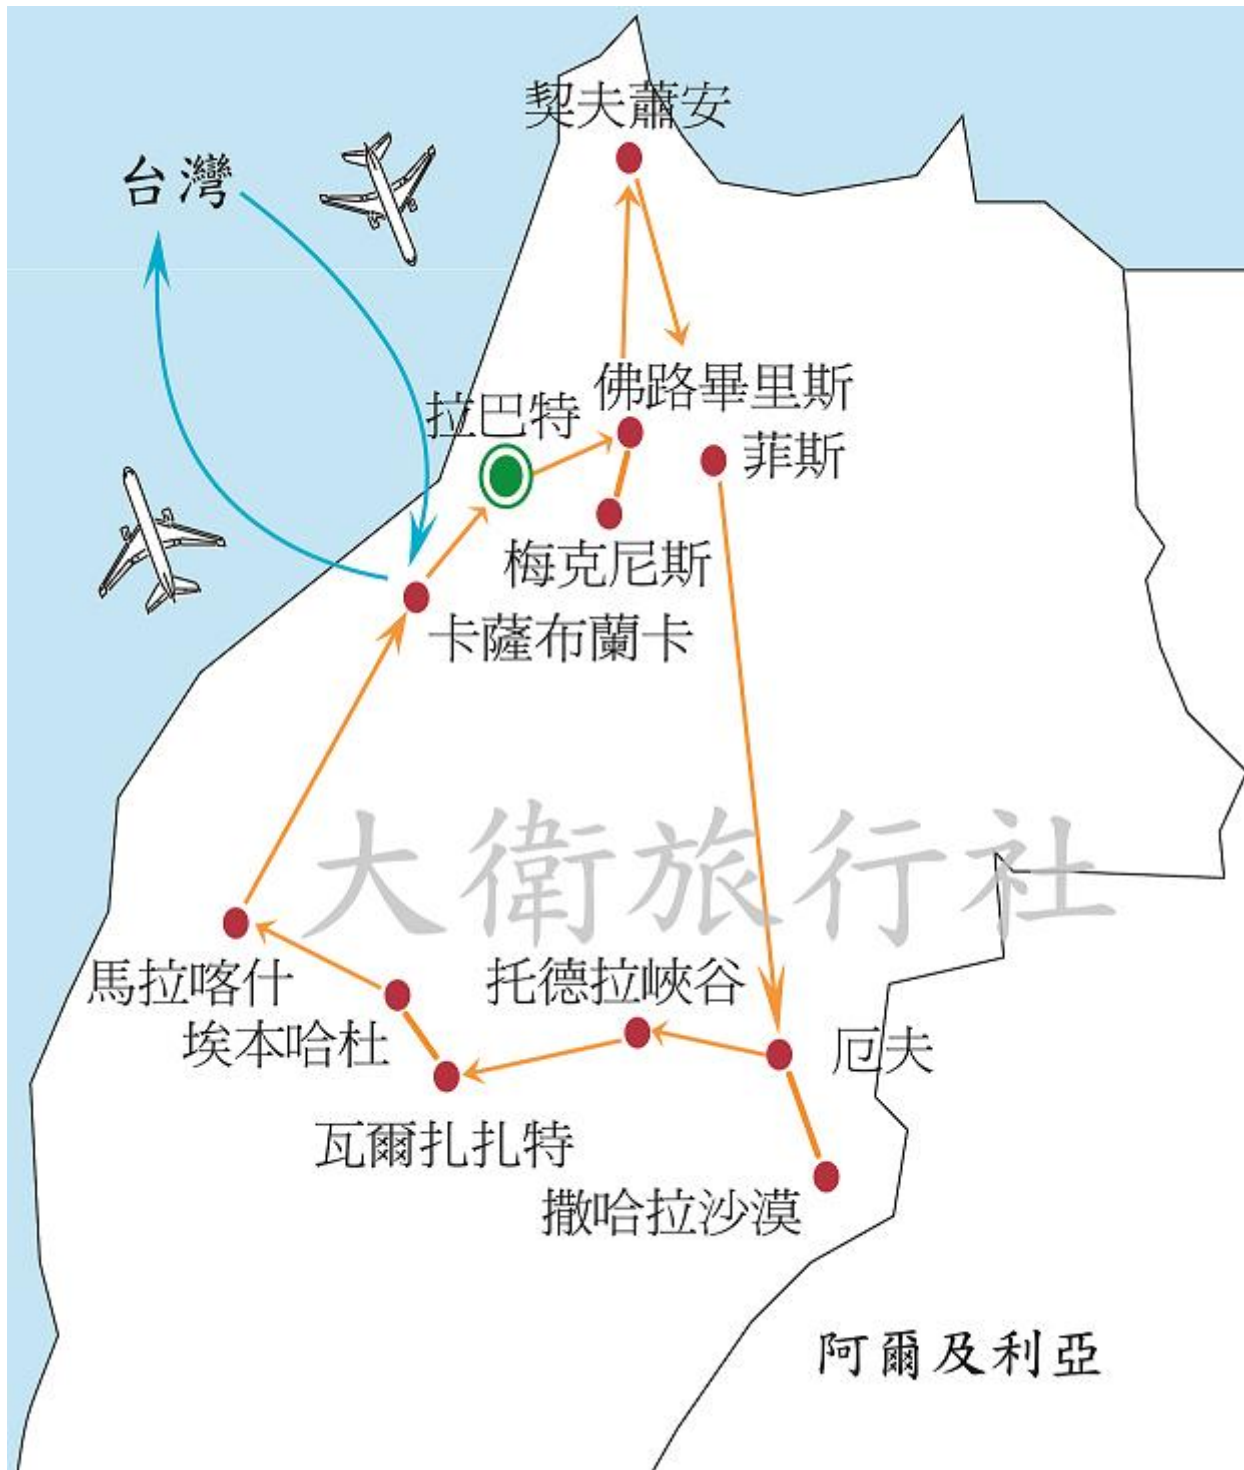 契夫蕭安
台灣
佛路畢里斯
拉巴特
菲斯
梅克尼斯
卡薩布蘭卡
大衛旅行社
馬拉喀什
托德拉峽谷
埃本哈杜
厄夫
瓦爾扎扎特
撒哈拉沙漠
阿爾及利亞